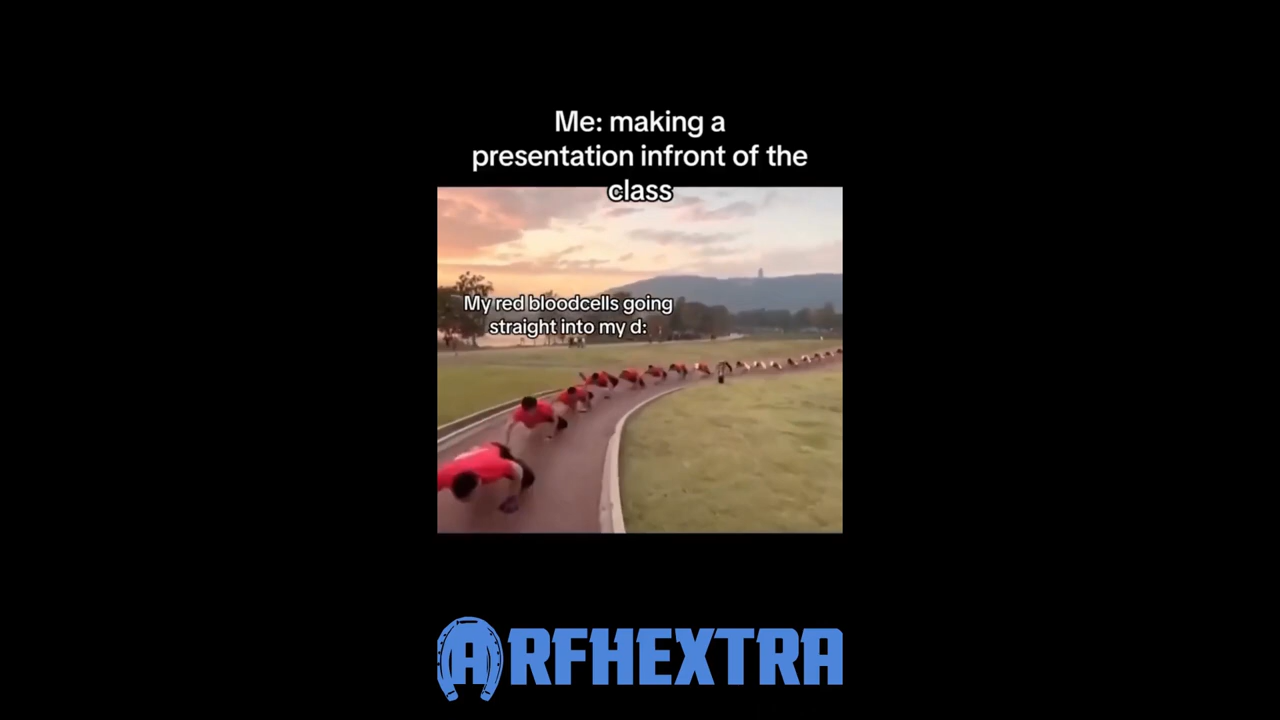 Me: making a
presentation infront of the
class
My red bloodcells going
straight into my d:
ARFHEXTRA